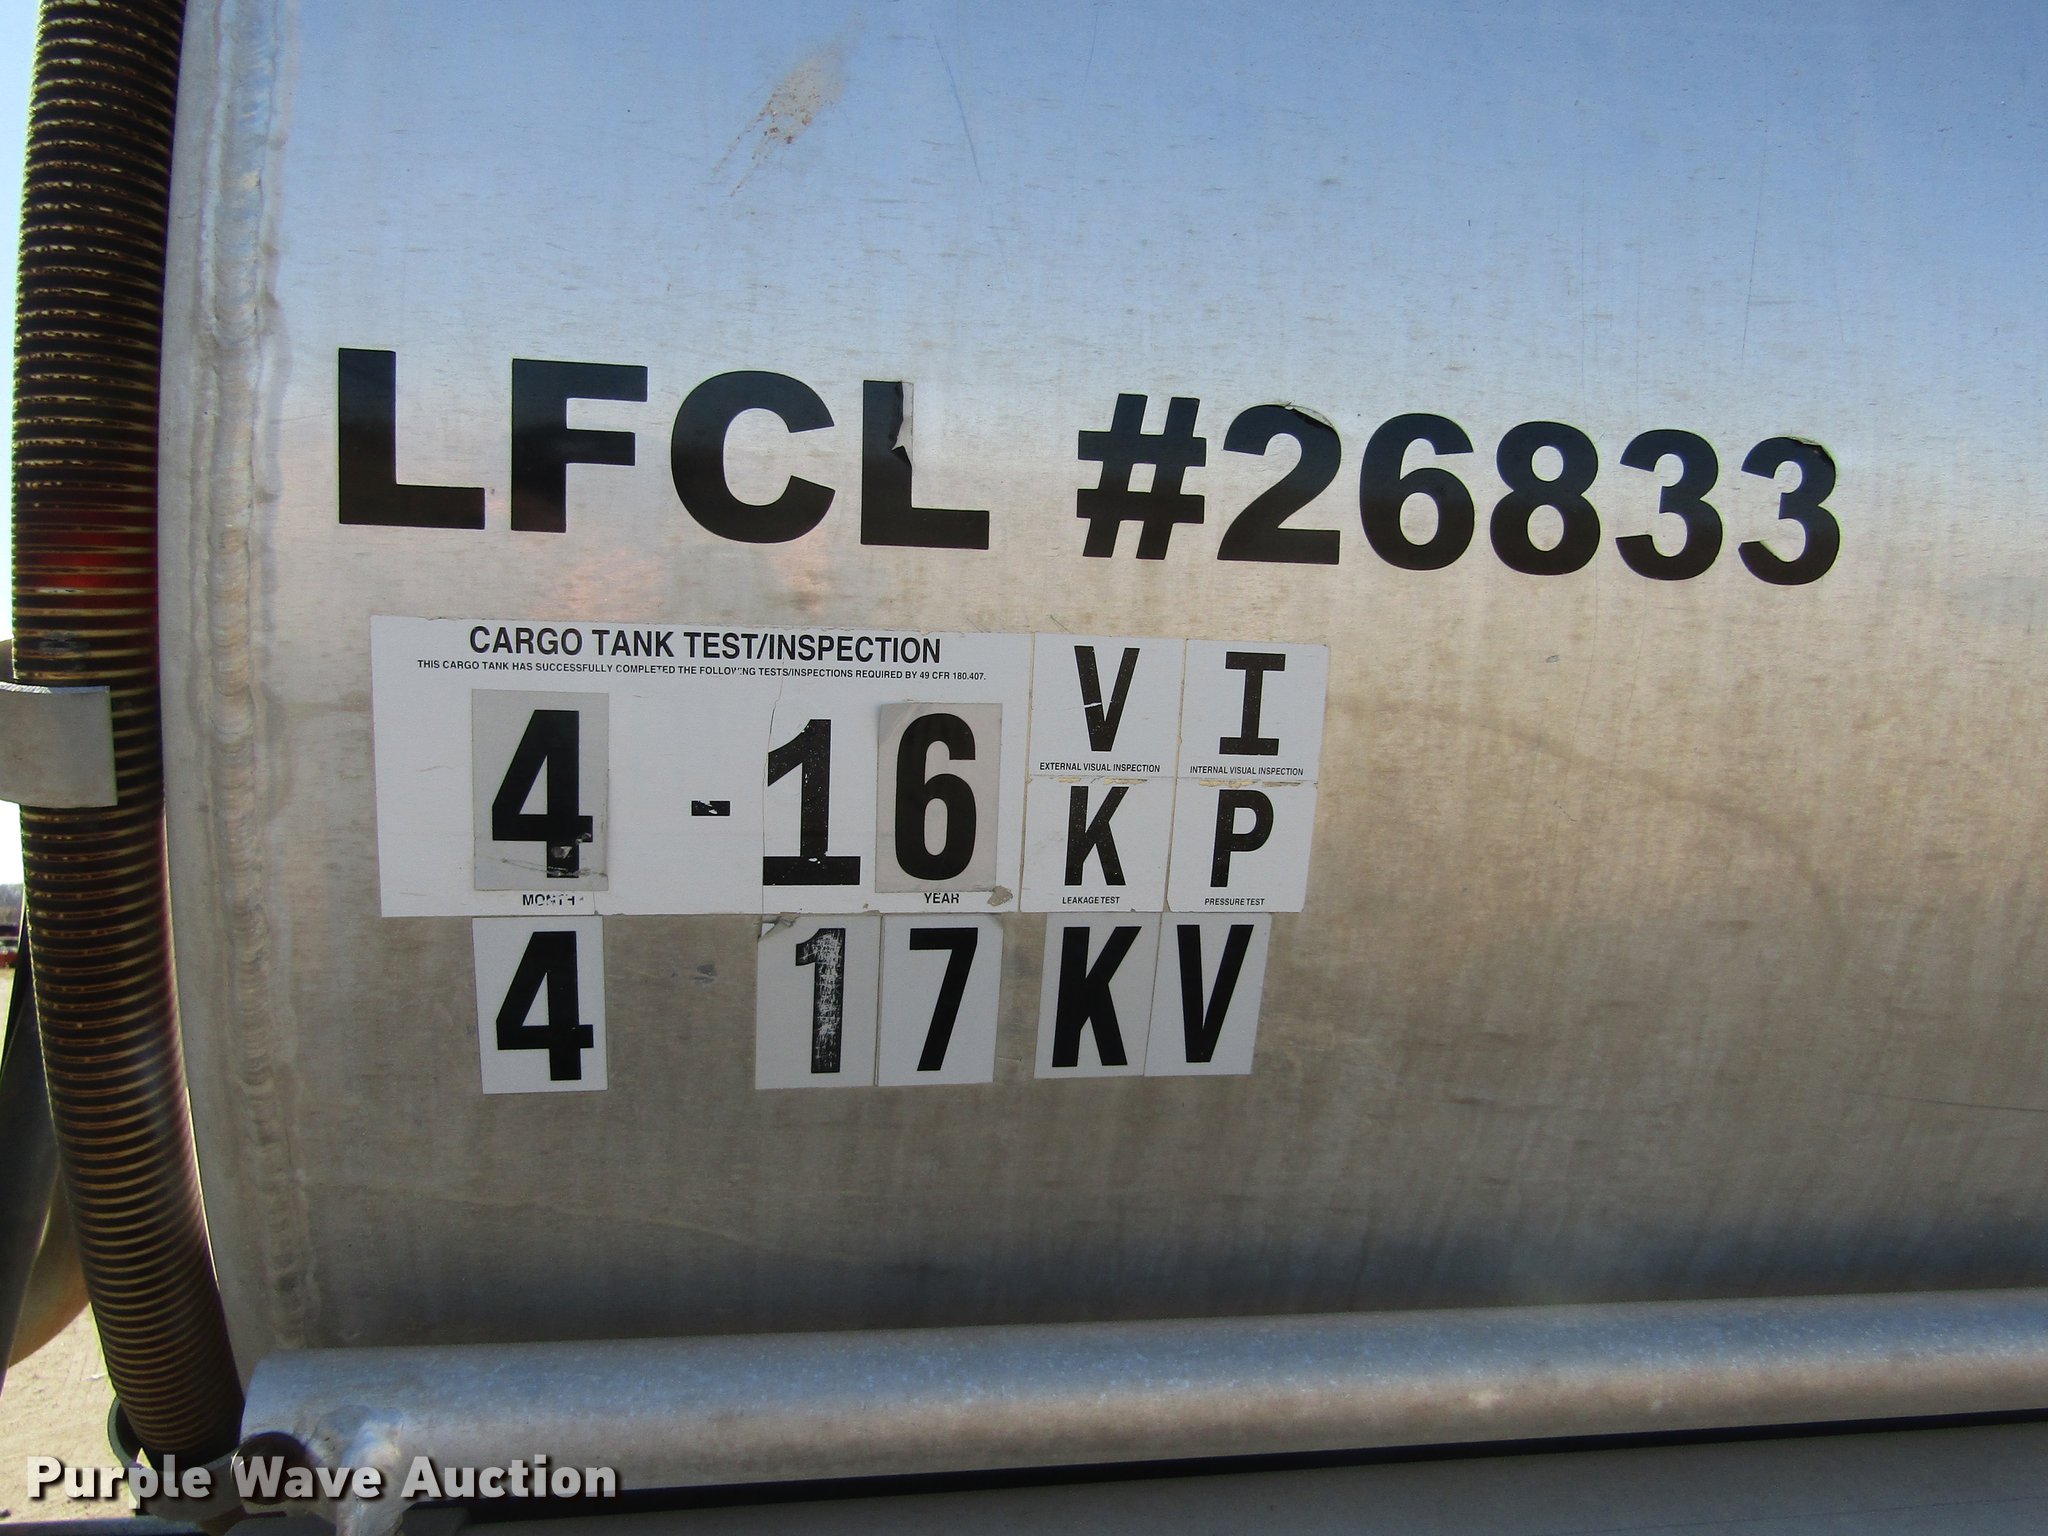 LFCL #26833
CARGO TANK TEST/INSPECTION
THIS CARGO TANK HAS SUCCESSFULLY COMPLETED THE FOLLOWING TESTS/INSPECTIONS REQUIRED BY 49 CFR 180.407.
4 - 16
MONTH YEAR
V I
EXTERNAL VISUAL INSPECTION INTERNAL VISUAL INSPECTION
K P
LEAKAGE TEST PRESSURE TEST
4 17 K V
Purple Wave Auction